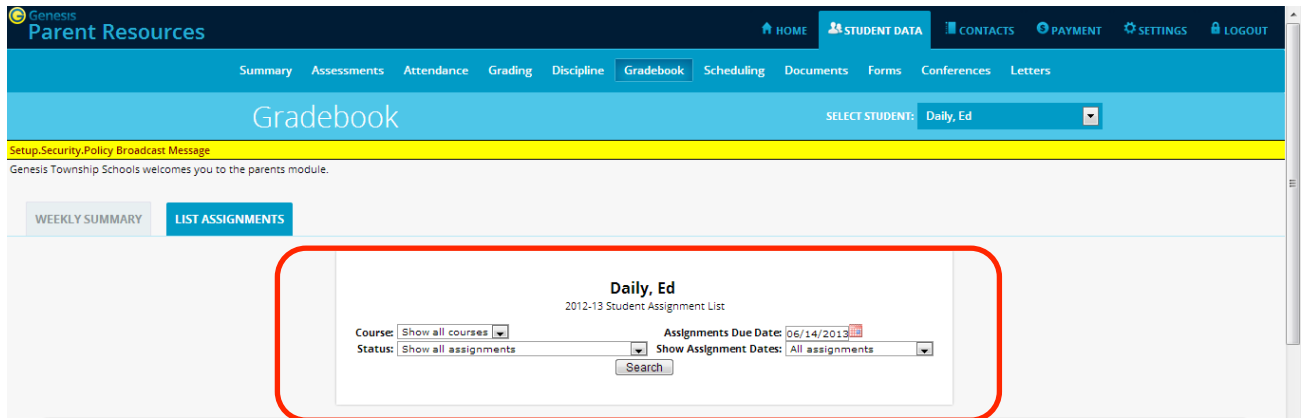 Genesis
Parent Resources
HOME STUDENT DATA CONTACTS PAYMENT SETTINGS LOGOUT
Summary Assessments Attendance Grading Discipline Gradebook Scheduling Documents Forms Conferences Letters
Gradebook SELECT STUDENT: Daily, Ed
Setup.Security.Policy Broadcast Message
Genesis Township Schools welcomes you to the parents module.
WEEKLY SUMMARY LIST ASSIGNMENTS
Daily, Ed
2012-13 Student Assignment List
Course: Show all courses Assignments Due Date: 06/14/2013
Status: Show all assignments Show Assignment Dates: All assignments
Search